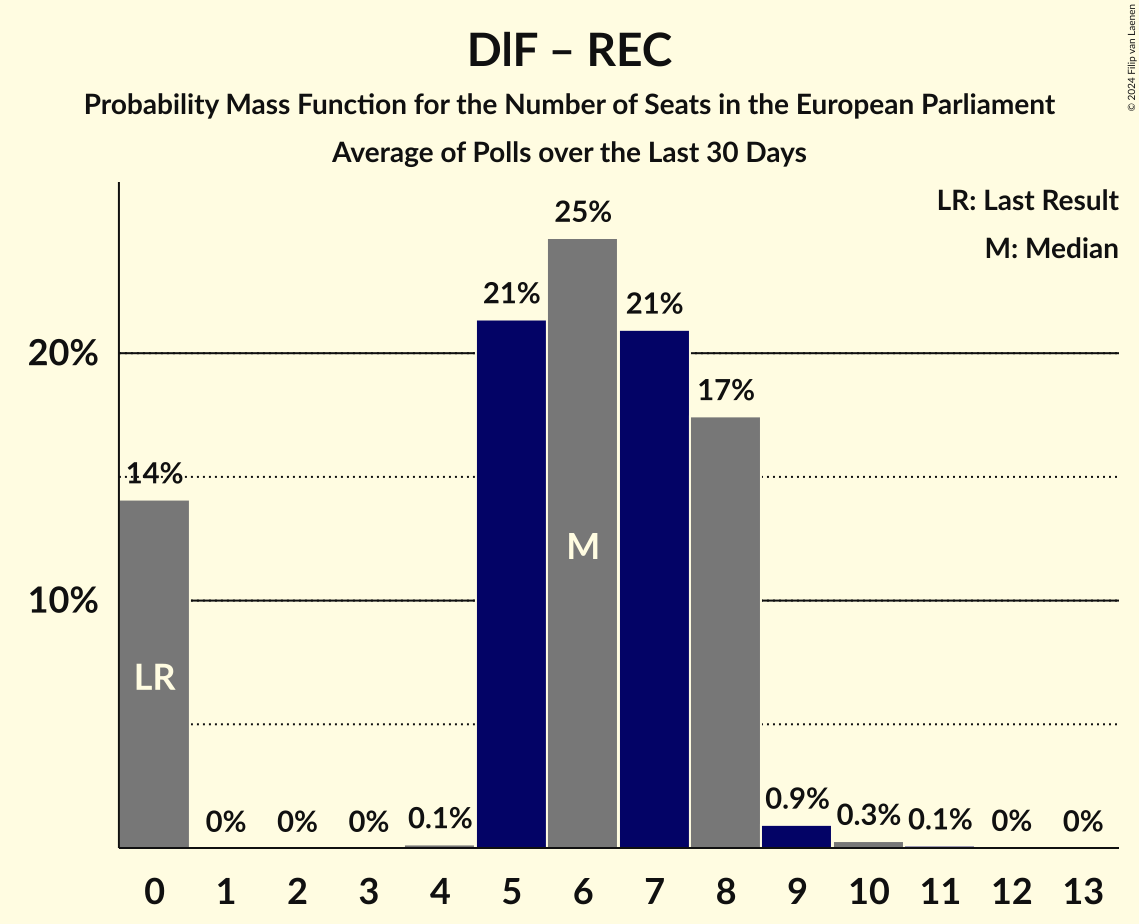 DIF – REC
Probability Mass Function for the Number of Seats in the European Parliament
Average of Polls over the Last 30 Days
© 2024 Filip van Laenen
LR: Last Result
M: Median
20%
10%
14%
0%
0%
0%
0.1%
21%
25%
21%
17%
0.9%
0.3%
0.1%
0%
0%
LR
M
0 1 2 3 4 5 6 7 8 9 10 11 12 13